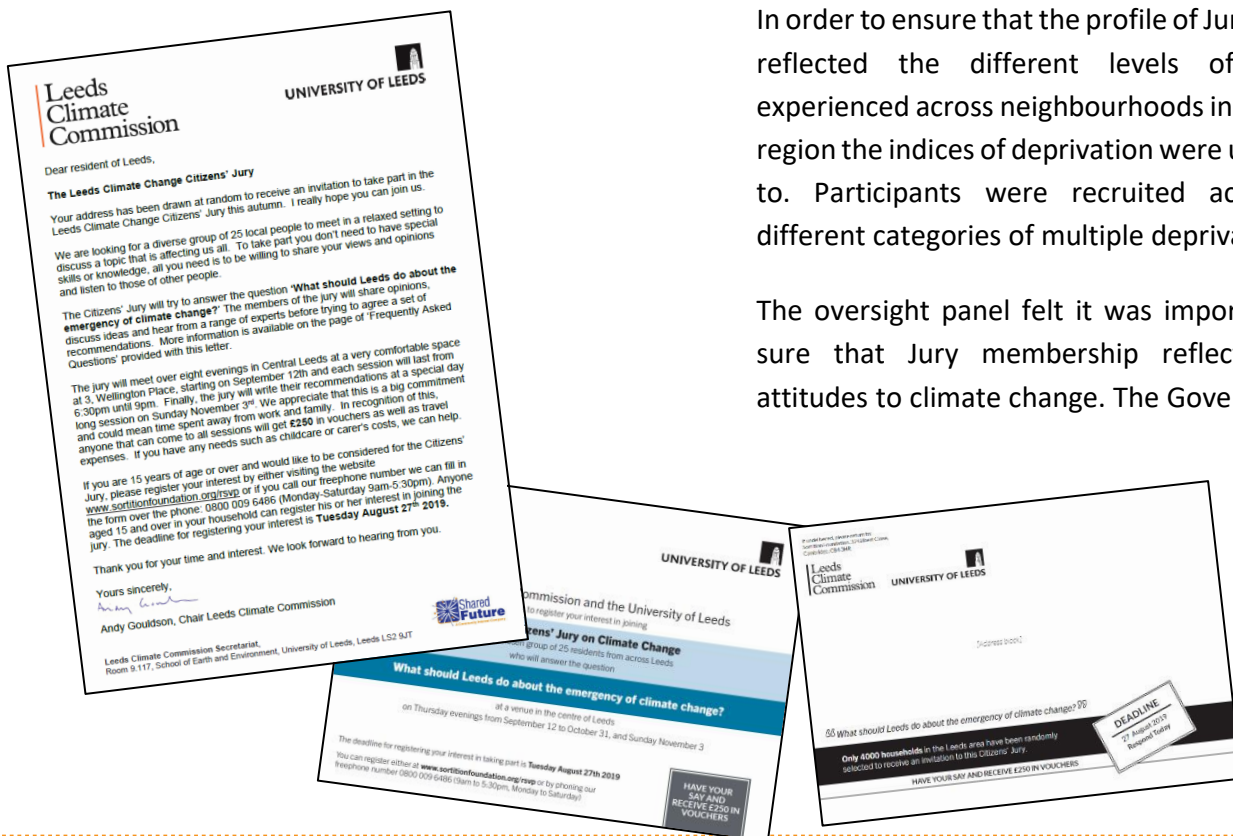 Leeds
Climate
Commission
UNIVERSITY OF LEEDS
Dear resident of Leeds,
The Leeds Climate Change Citizens' Jury
Your address has been drawn at random to receive an invitation to take part in the
Leeds Climate Change Citizens' Jury this autumn. I really hope you can join us.
We are looking for a diverse group of 25 local people to meet in a relaxed setting to
discuss a topic that is affecting us all. To take part you don't need to have special
skills or knowledge, all you need is to be willing to share your views and opinions
and listen to those of other people.
The Citizens' Jury will try to answer the question 'What should Leeds do about the
emergency of climate change?' The members of the jury will share opinions,
discuss ideas and hear from a range of experts before trying to agree a set of
recommendations. More information is available on the page of 'Frequently Asked
Questions' provided with this letter.
The jury will meet over eight evenings in Central Leeds at a very comfortable space
at 3, Wellington Place, starting on September 12th and each session will last from
6:30pm until 9pm. Finally, the jury will write their recommendations at a special day
long session on Sunday November 3rd. We appreciate that this is a big commitment
and could mean time spent away from work and family. In recognition of this,
anyone that can come to all sessions will get £250 in vouchers as well as travel
expenses. If you have any needs such as childcare or carer's costs, we can help.
If you are 15 years of age or over and would like to be considered for the Citizens'
Jury, please register your interest by either visiting the website
www.sortitionfoundation.org/rsvp or if you call our freephone number we can fill in
the form over the phone: 0800 009 6486 (Monday-Saturday 9am-5:30pm). Anyone
aged 15 and over in your household can register his or her interest in joining the
jury. The deadline for registering your interest is Tuesday August 27th 2019.
Thank you for your time and interest. We look forward to hearing from you.
Yours sincerely,
Andy Gouldson, Chair Leeds Climate Commission
Shared
Future
Leeds Climate Commission Secretariat,
Room 9.117, School of Earth and Environment, University of Leeds, Leeds LS2 9JT
In order to ensure that the profile of Jur
reflected the different levels of
experienced across neighbourhoods in
region the indices of deprivation were u
to. Participants were recruited ac
different categories of multiple depriva
The oversight panel felt it was impor
sure that Jury membership reflect
attitudes to climate change. The Gove
UNIVERSITY OF LEEDS
ommission and the University of Leeds
to register your interest in joining
zens' Jury on Climate Change
en group of 25 residents from across Leeds
who will answer the question
What should Leeds do about the emergency of climate change?
at a venue in the centre of Leeds
on Thursday evenings from September 12 to October 31, and Sunday November 3
The deadline for registering your interest in taking part is Tuesday August 27th 2019
You can register either at www.sortitionfoundation.org/rsvp or by phoning our
freephone number 0800 009 6486 (9am to 5:30pm, Monday to Saturday)
HAVE YOUR
SAY AND
RECEIVE £250 IN
VOUCHERS
Leeds
Climate
Commission
UNIVERSITY OF LEEDS
What should Leeds do about the emergency of climate change?
Only 4000 households in the Leeds area have been randomly
selected to receive an invitation to this Citizens' Jury.
HAVE YOUR SAY AND RECEIVE £250 IN VOUCHERS
DEADLINE
27 August 2019
Respond Today